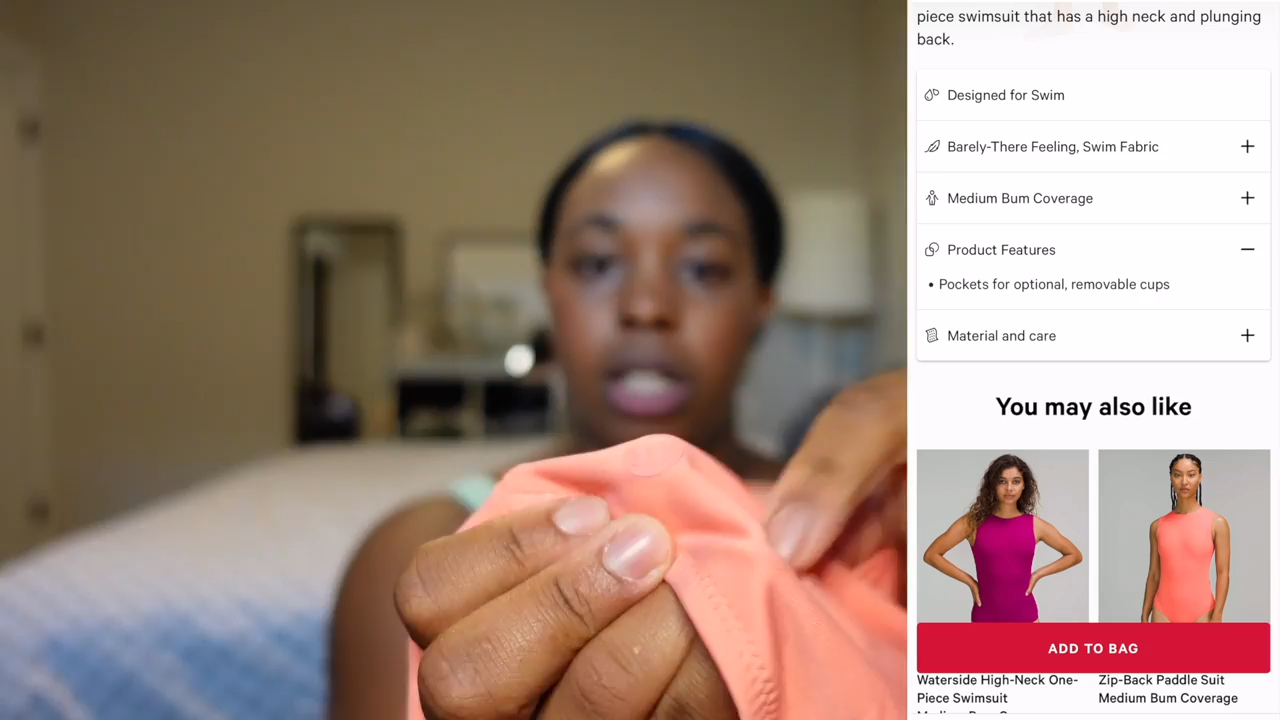 piece swimsuit that has a high neck and plunging
back.
Designed for Swim
Barely-There Feeling, Swim Fabric
Medium Bum Coverage
Product Features
• Pockets for optional, removable cups
Material and care
You may also like
ADD TO BAG
Waterside High-Neck One-
Piece Swimsuit
Zip-Back Paddle Suit
Medium Bum Coverage